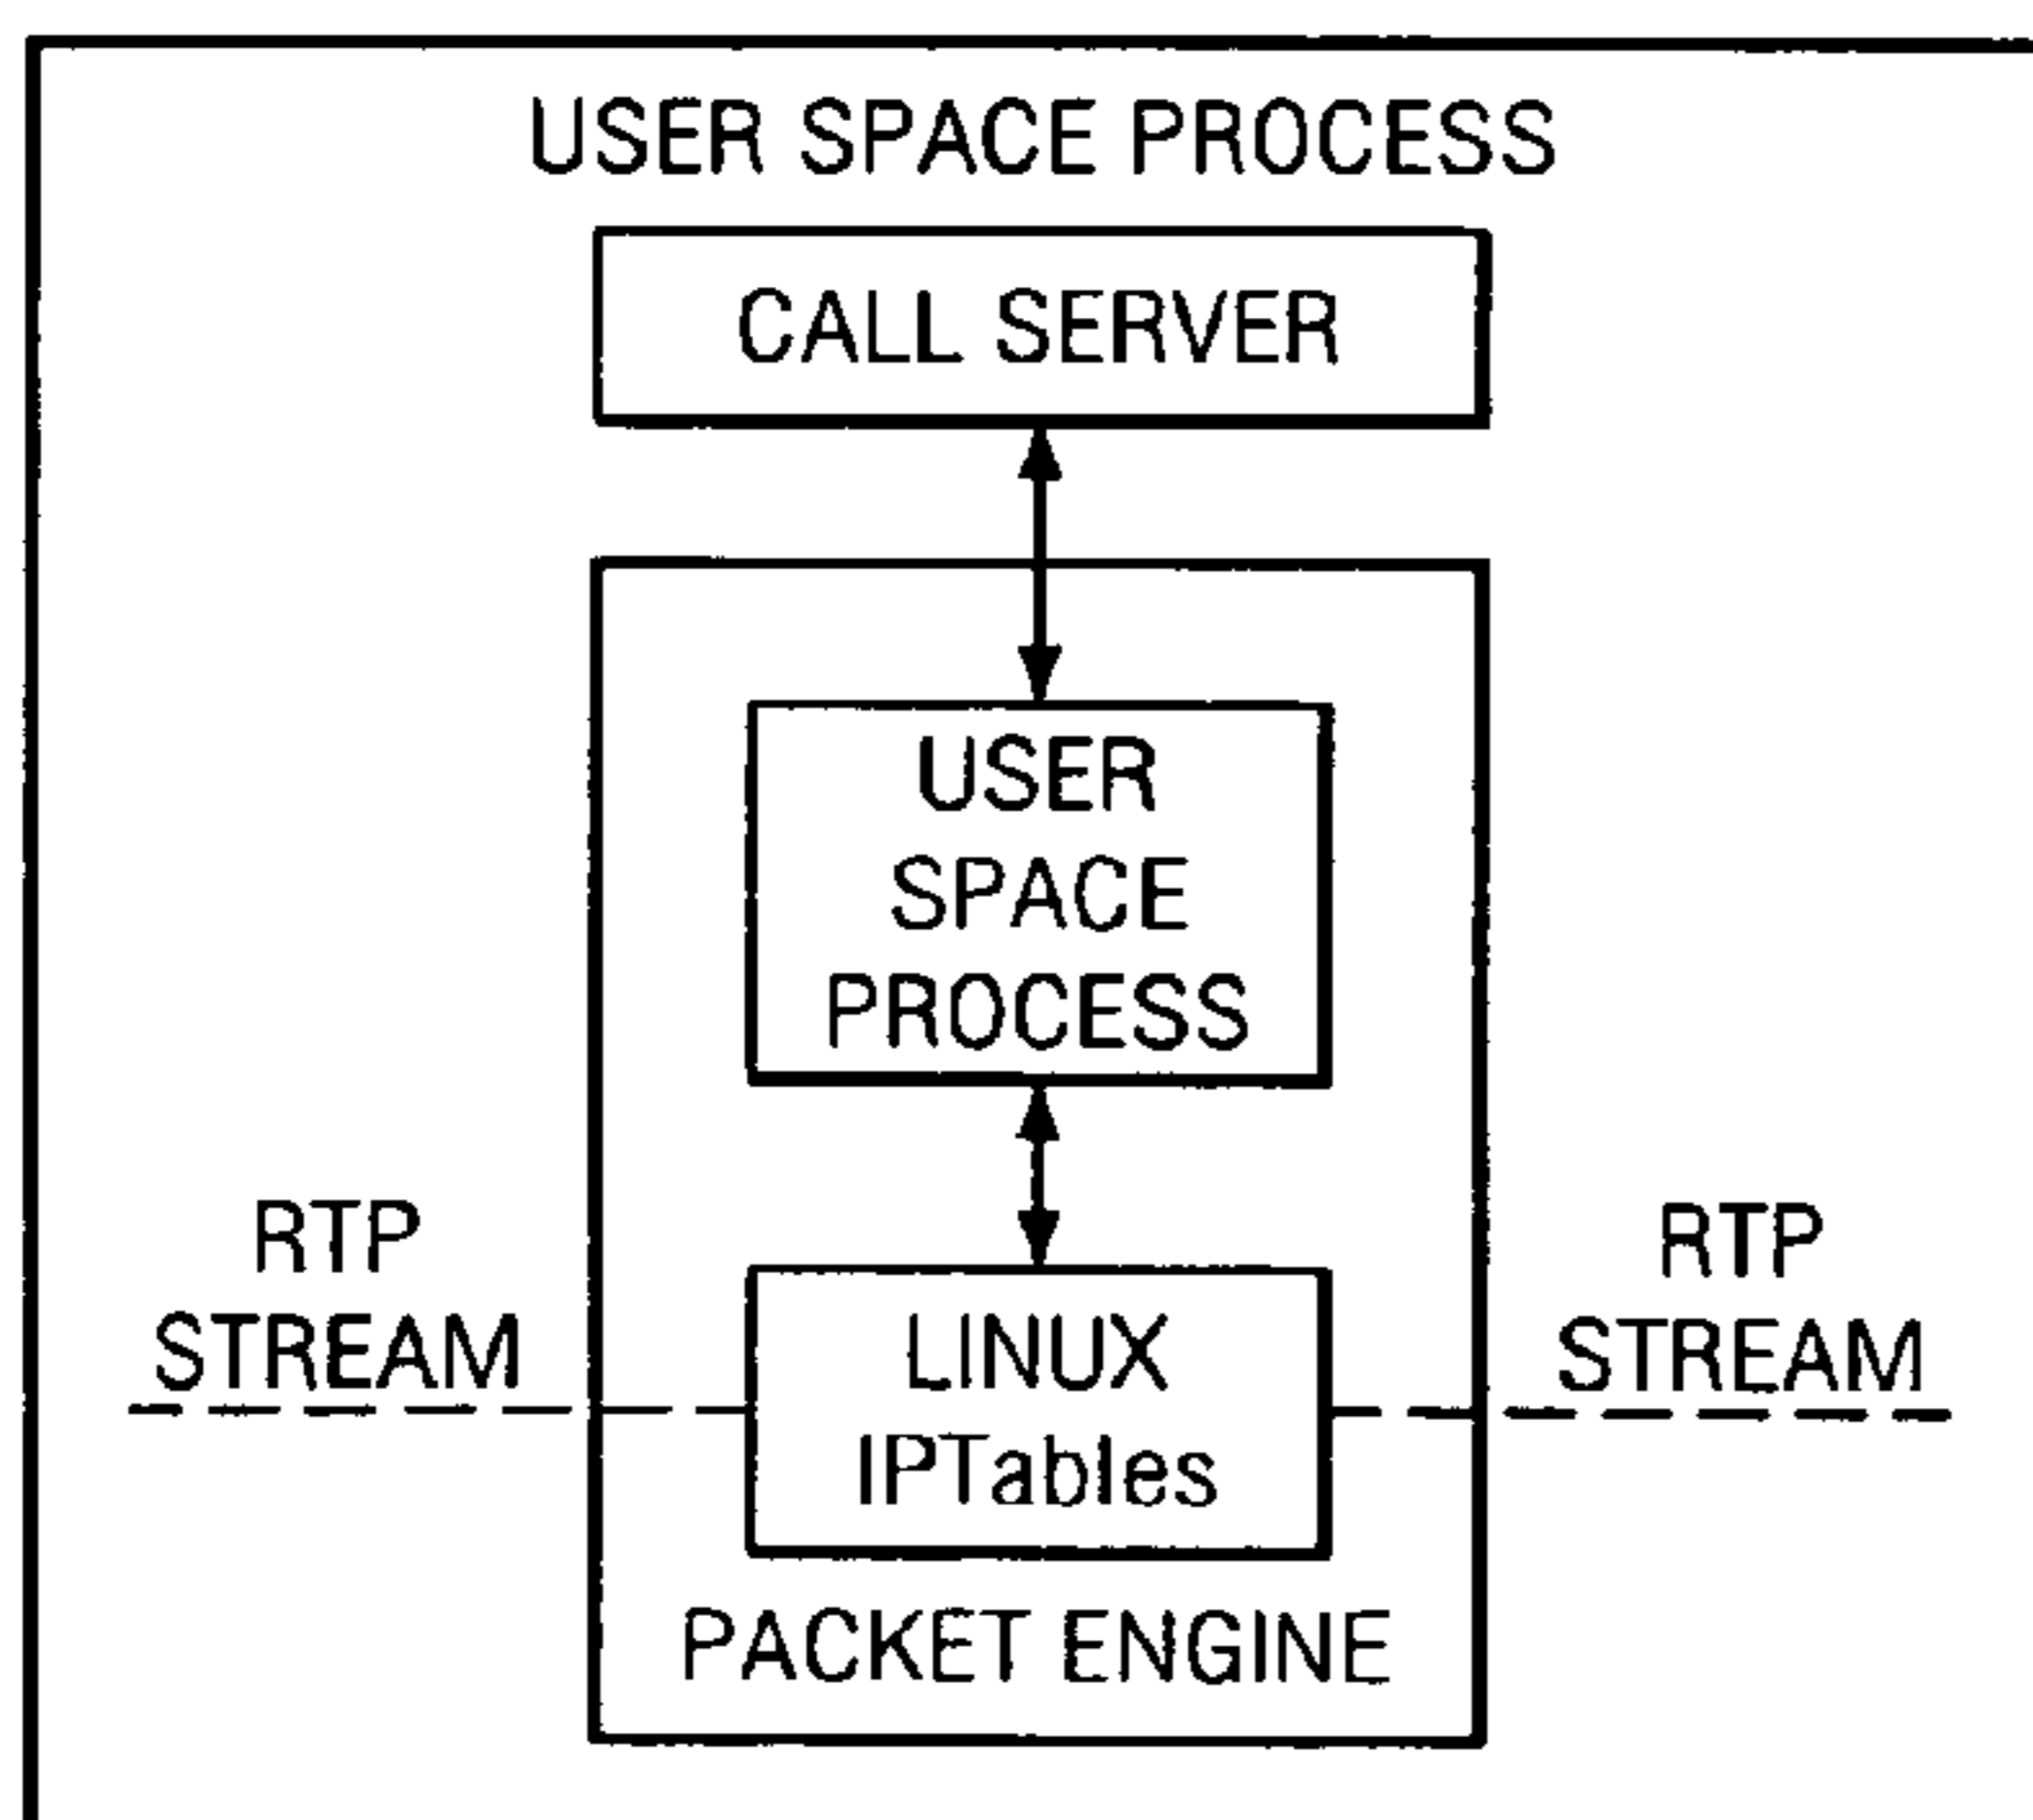 USER SPACE PROCESS
CALL SERVER
USER
SPACE
PROCESS
RTP
STREAM
LINUX
IPTables
RTP
STREAM
PACKET ENGINE